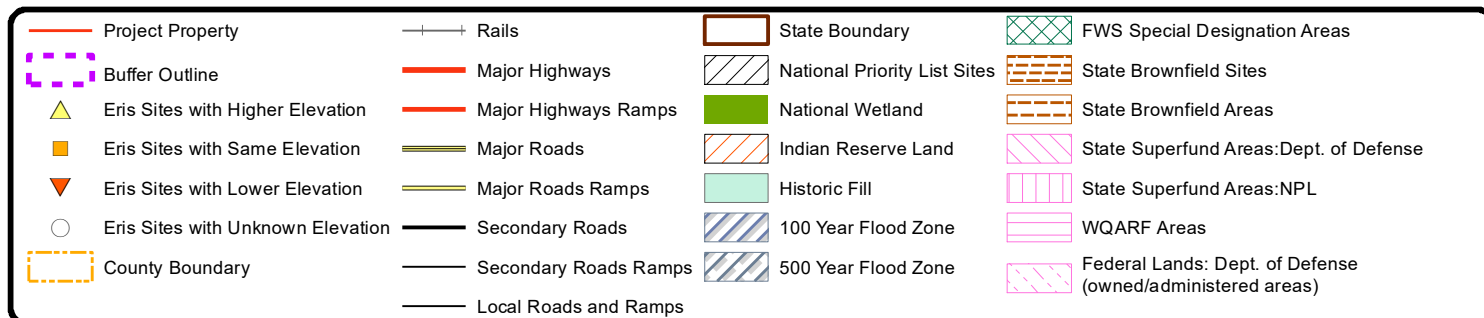 Project Property
Buffer Outline
Eris Sites with Higher Elevation
Eris Sites with Same Elevation
Eris Sites with Lower Elevation
Eris Sites with Unknown Elevation
County Boundary
Rails
Major Highways
Major Highways Ramps
Major Roads
Major Roads Ramps
Secondary Roads
Secondary Roads Ramps
Local Roads and Ramps
State Boundary
National Priority List Sites
National Wetland
Indian Reserve Land
Historic Fill
100 Year Flood Zone
500 Year Flood Zone
FWS Special Designation Areas
State Brownfield Sites
State Brownfield Areas
State Superfund Areas:Dept. of Defense
State Superfund Areas:NPL
WQARF Areas
Federal Lands: Dept. of Defense
(owned/administered areas)